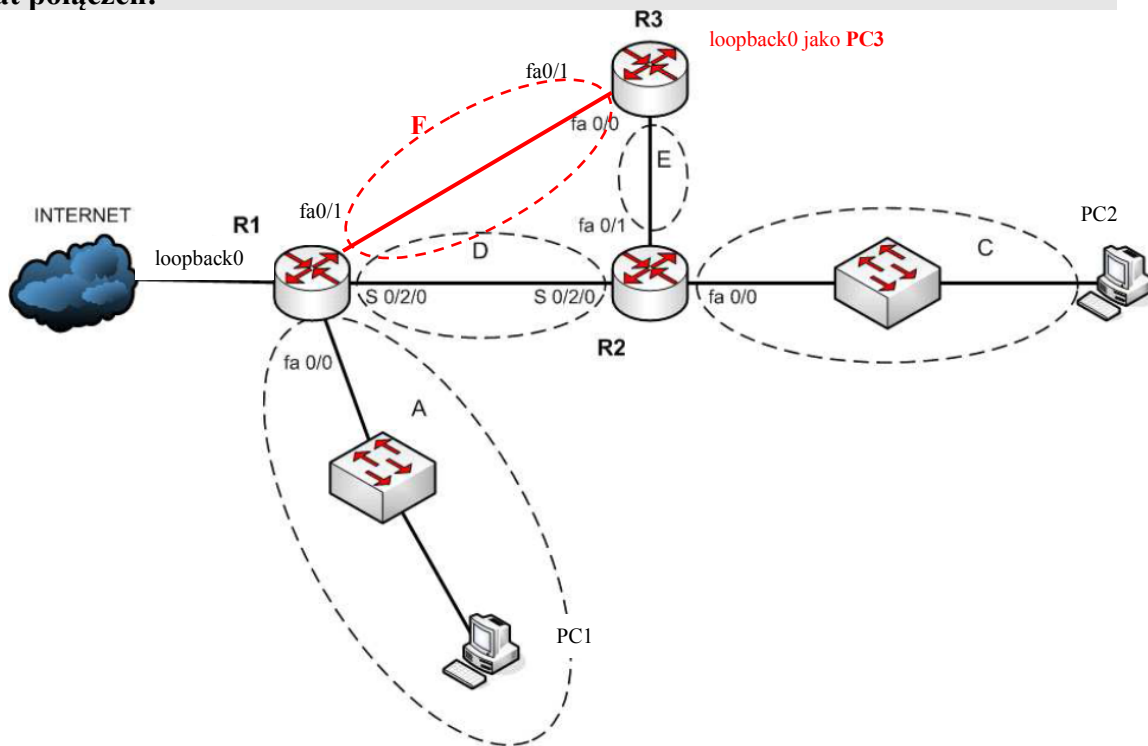 R3
loopback0 jako PC3
fa0/1
F
fa 0/0
E
INTERNET
R1
fa0/1
fa 0/1
PC2
loopback0
D
C
S 0/2/0
S 0/2/0
fa 0/0
R2
fa 0/0
A
PC1